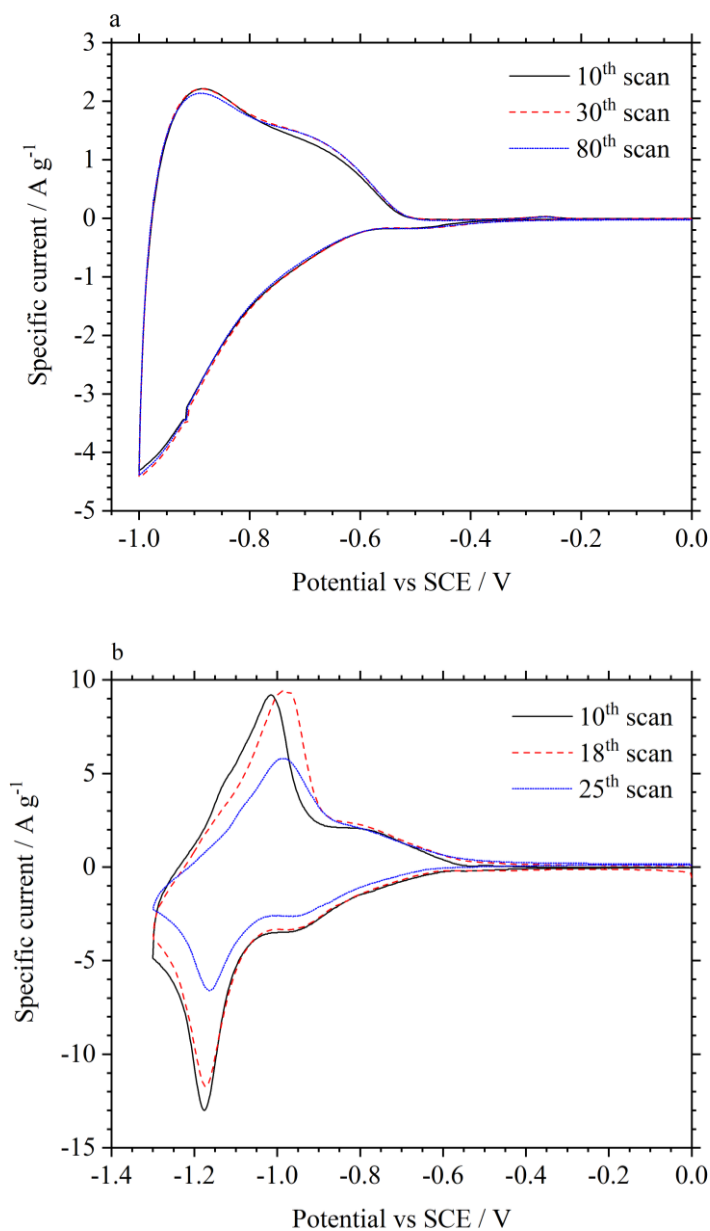 a
3
2
1
0
-1
-2
-3
-4
-5
Specific current / A g⁻¹
10ᵗʰ scan
30ᵗʰ scan
80ᵗʰ scan
-1.0 -0.8 -0.6 -0.4 -0.2 0.0
Potential vs SCE / V
b
10
5
0
-5
-10
-15
Specific current / A g⁻¹
10ᵗʰ scan
18ᵗʰ scan
25ᵗʰ scan
-1.4 -1.2 -1.0 -0.8 -0.6 -0.4 -0.2 0.0
Potential vs SCE / V